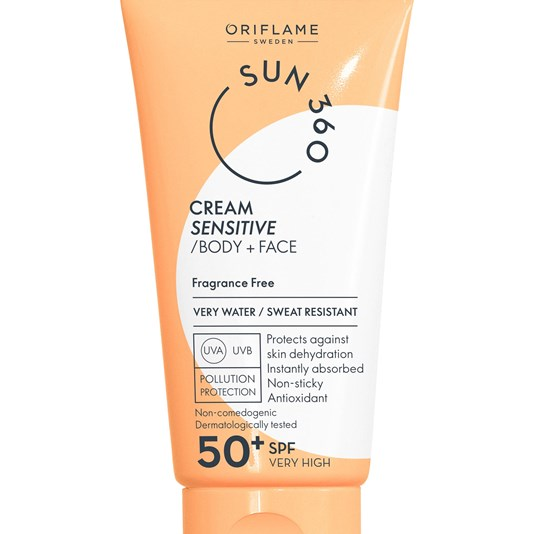 ORIFLAME
SWEDEN
SUN 360
CREAM
SENSITIVE
/BODY + FACE
Fragrance Free
VERY WATER / SWEAT RESISTANT
UVA UVB
POLLUTION
PROTECTION
Protects against
skin dehydration
Instantly absorbed
Non-sticky
Antioxidant
Non-comedogenic
Dermatologically tested
50+ SPF
VERY HIGH